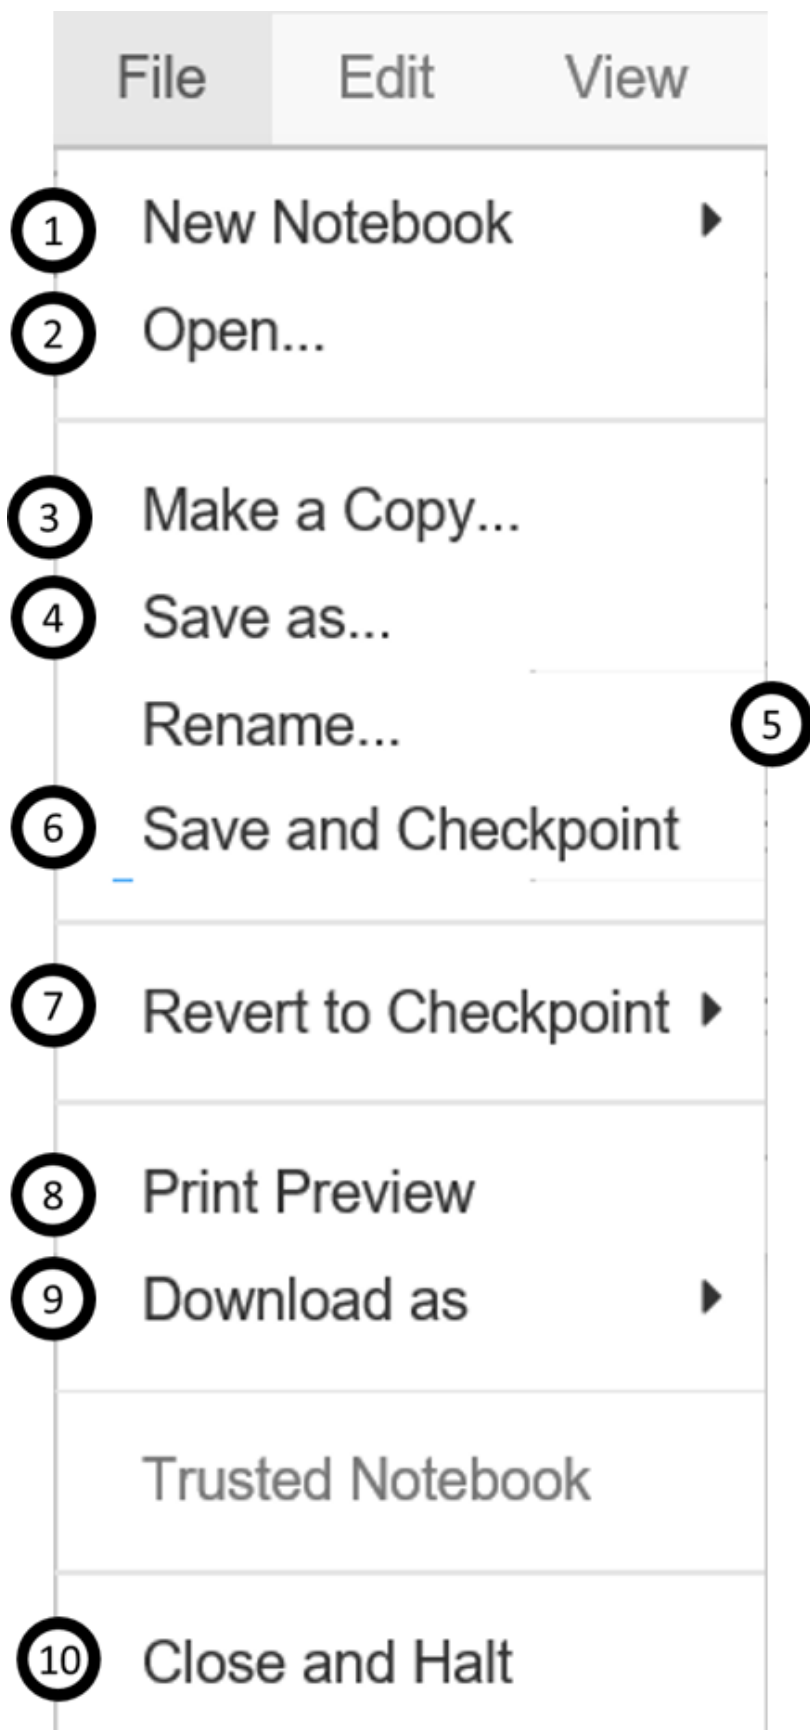 File Edit View
1 New Notebook
2 Open...
3 Make a Copy...
4 Save as...
Rename... 5
6 Save and Checkpoint
7 Revert to Checkpoint
8 Print Preview
9 Download as
Trusted Notebook
10 Close and Halt